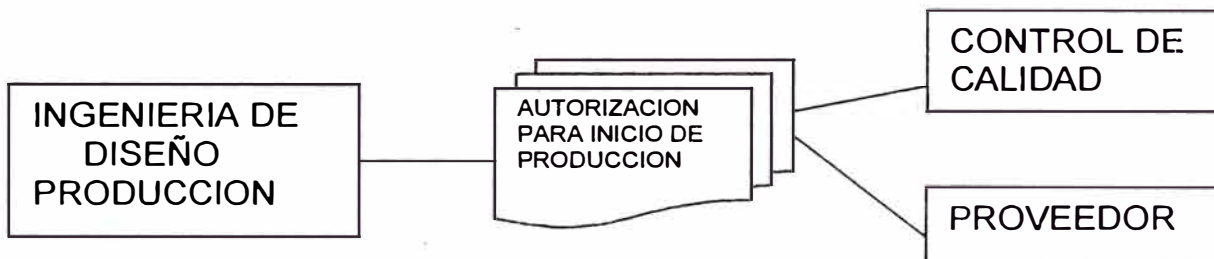 INGENIERIA DE
DISEÑO
PRODUCCION
AUTORIZACION
PARA INICIO DE
PRODUCCION
CONTROL DE
CALIDAD
PROVEEDOR